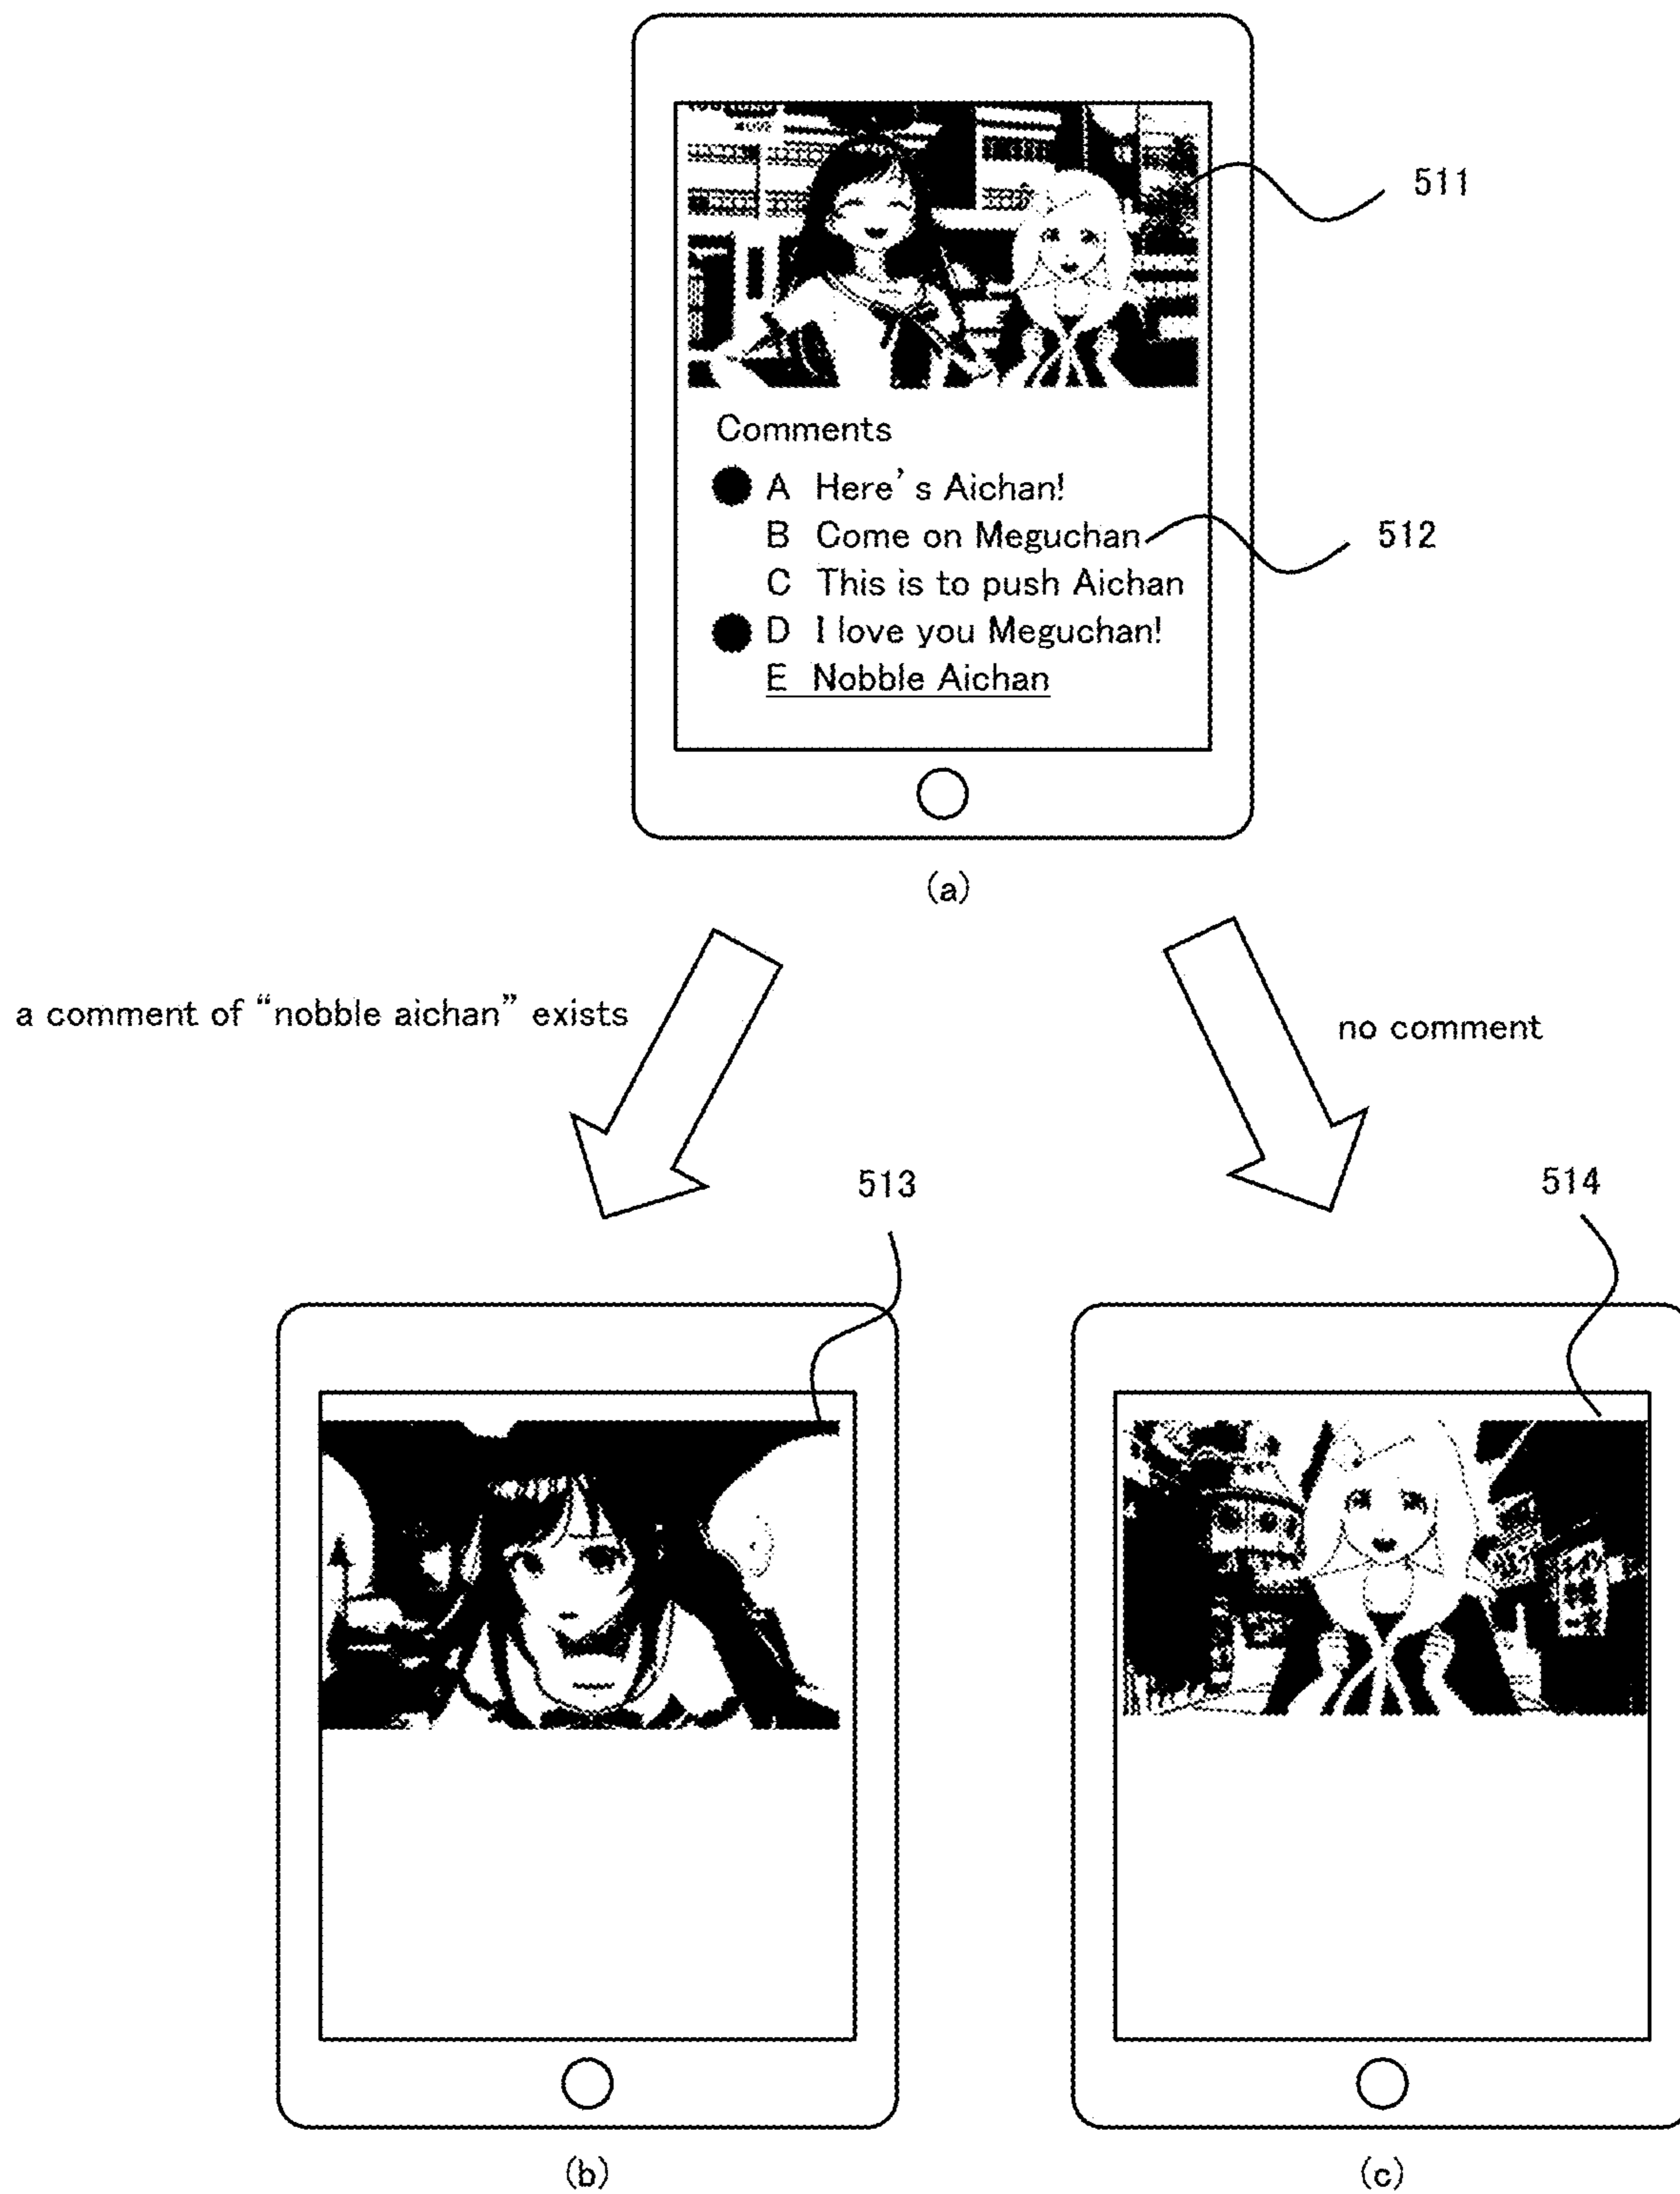 511
Comments
A Here's Aichan!
B Come on Meguchan
512
C This is to push Aichan
D I love you Meguchan!
E Nobble Aichan
(a)
a comment of “nobble aichan” exists
no comment
513
514
(b)
(c)